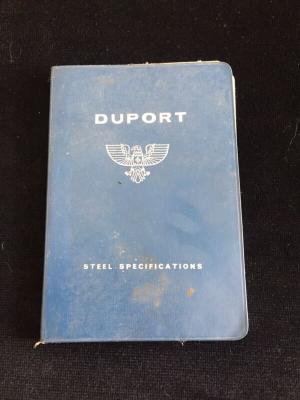 DUPORT
STEEL SPECIFICATIONS